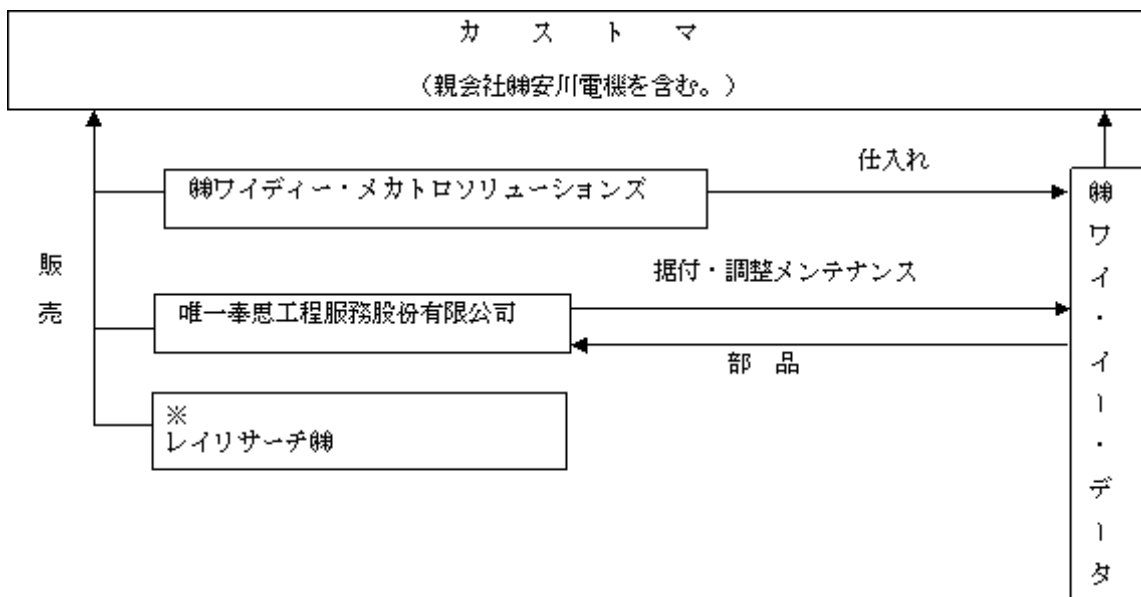 カストマ
（親会社㈱安川電機を含む。）
仕入れ
㈱ワイディー・メカトロソリューションズ
販売
据付・調整メンテナンス
唯一奉思工程服務股份有限公司
部品
※
レイリサーチ㈱
㈱ワイ・イー・データ